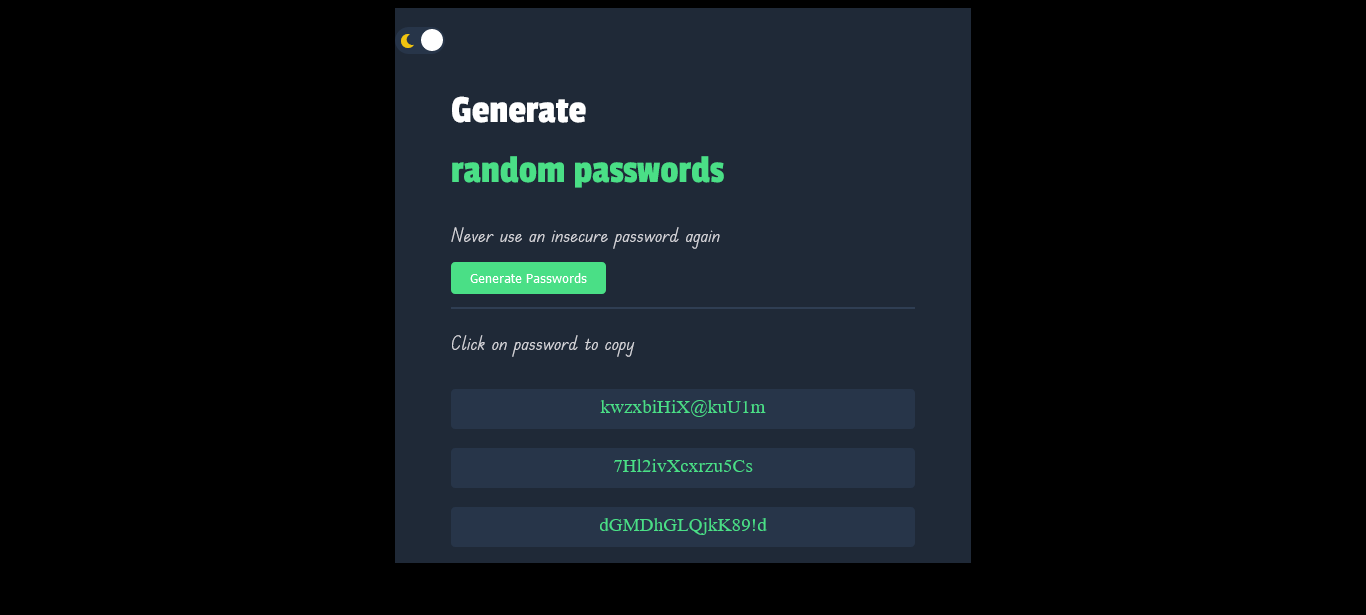 Generate
random passwords
Never use an insecure password again
Generate Passwords
Click on password to copy
kwzxbiHiX@kuU1m
7Hl2ivXcxrzu5Cs
dGMDhGLQjkK89!d